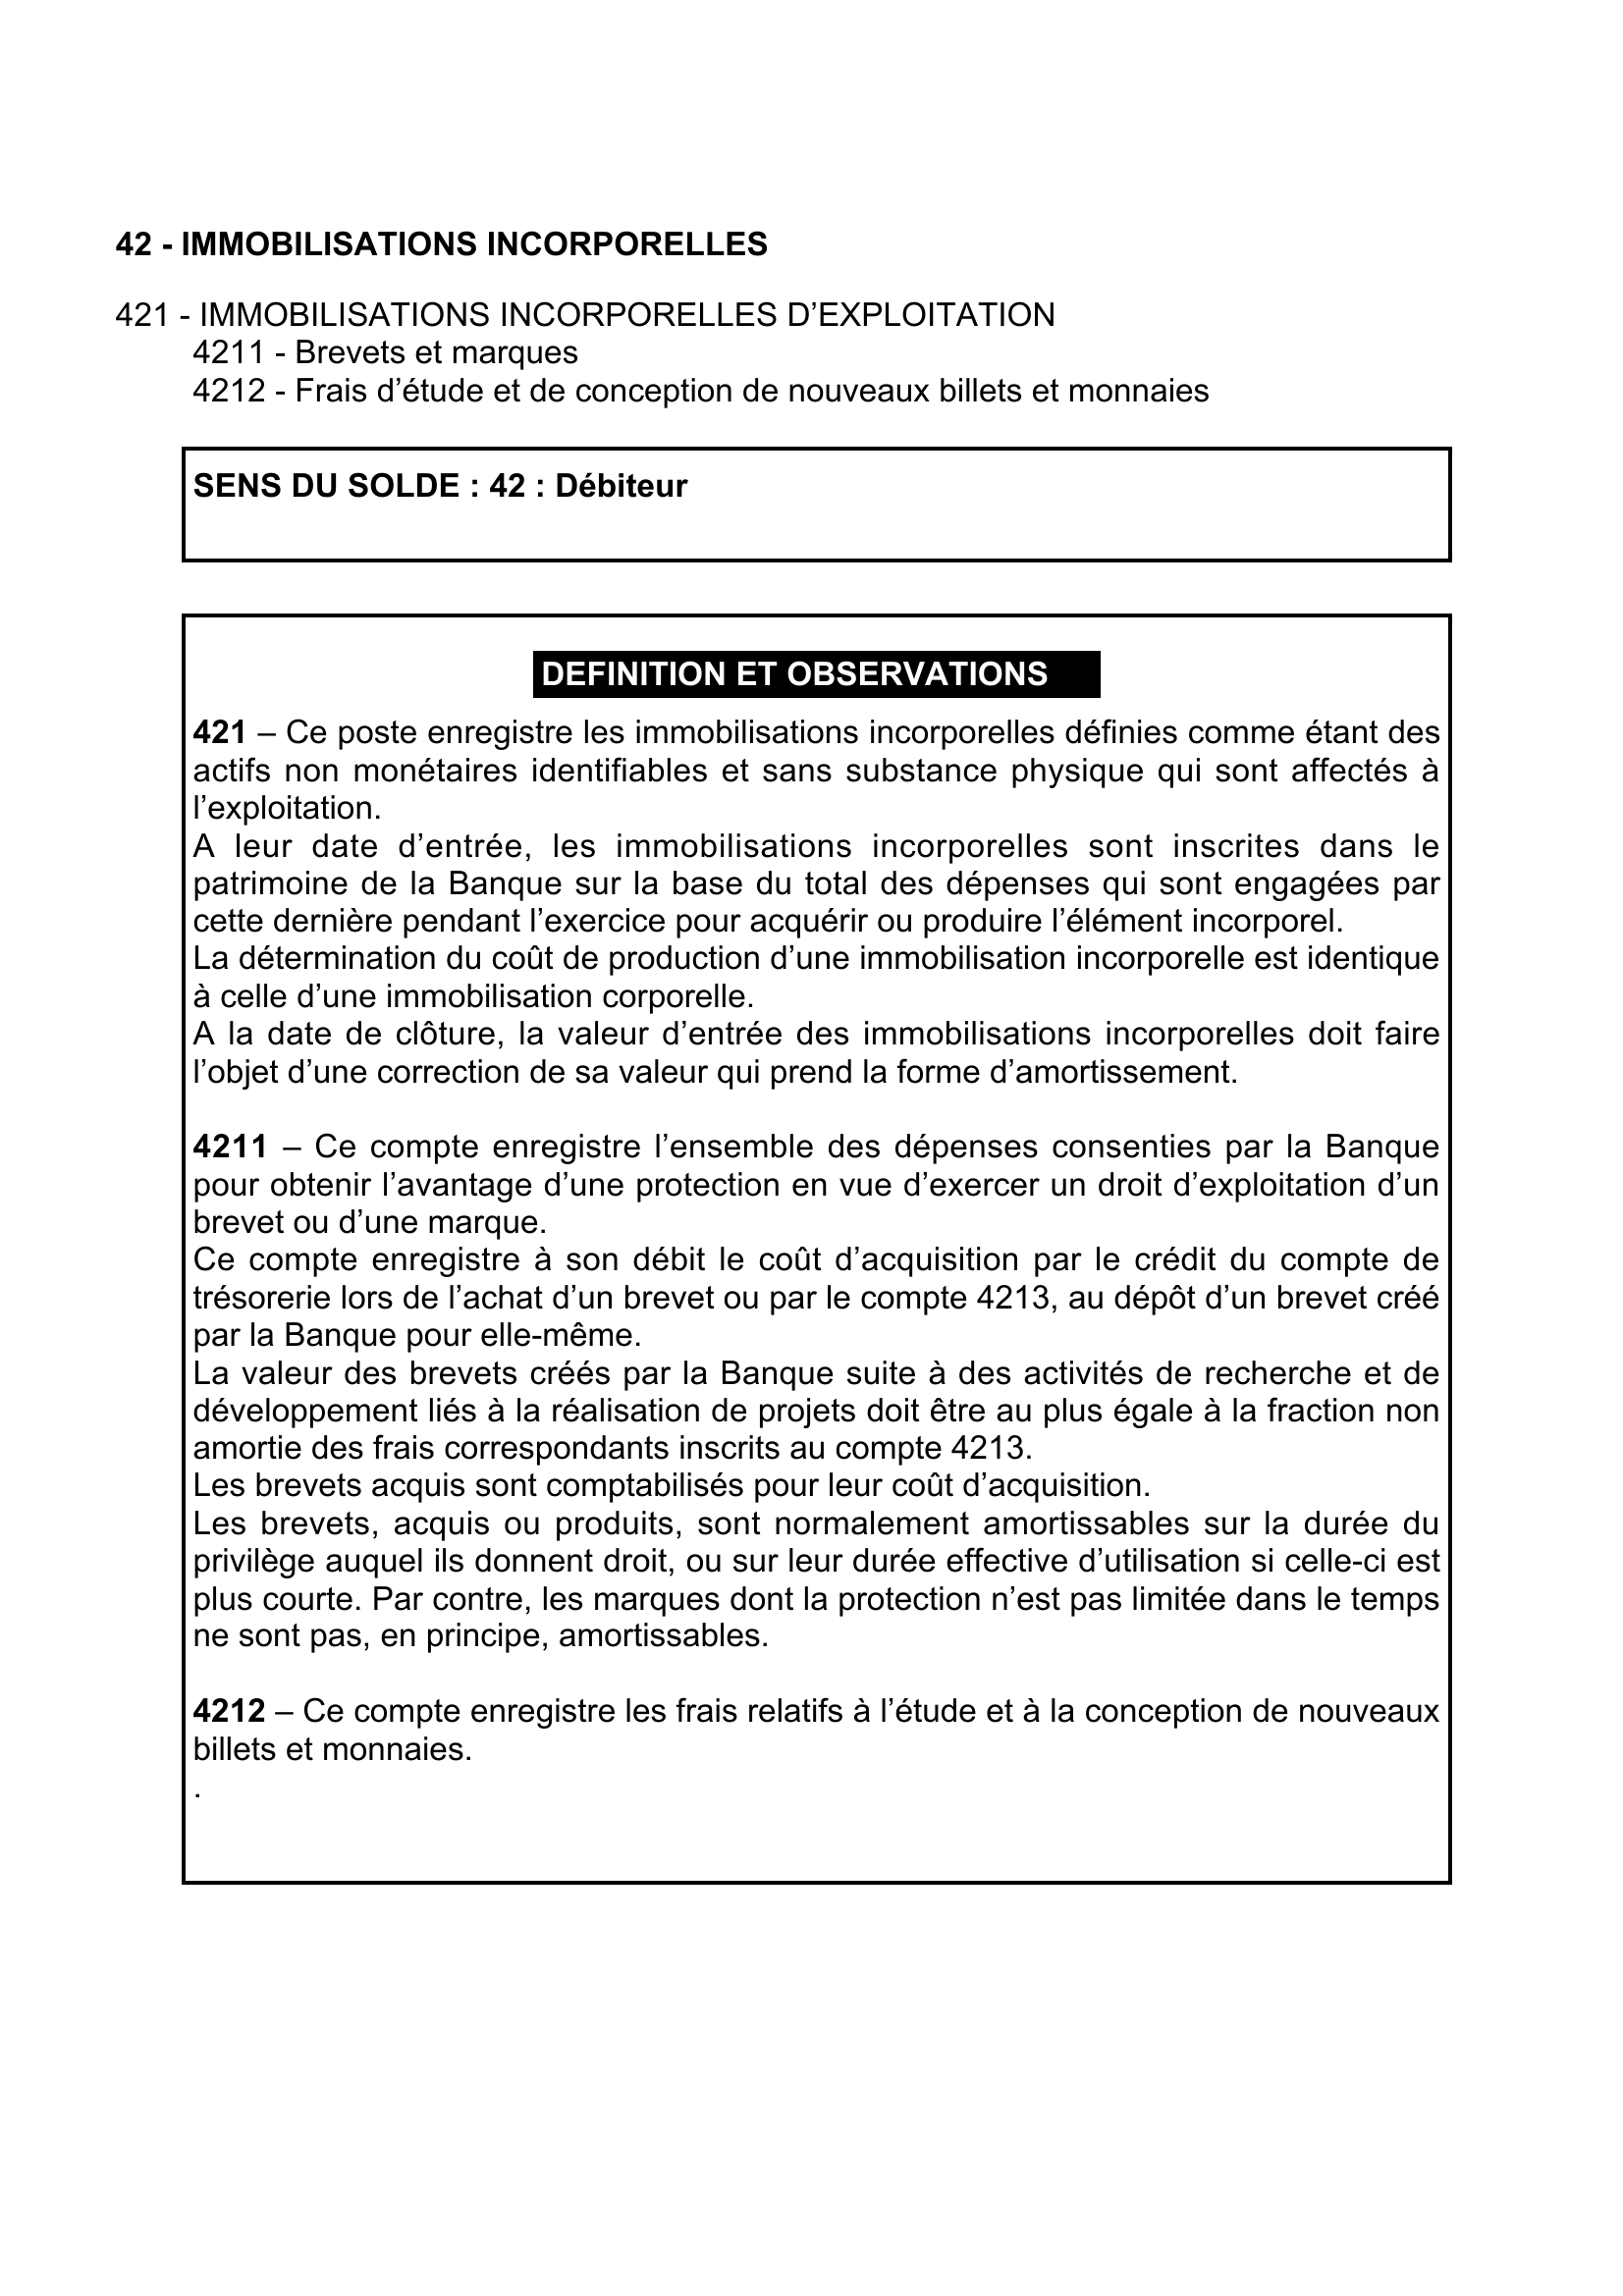 42 - IMMOBILISATIONS INCORPORELLES
421 - IMMOBILISATIONS INCORPORELLES D’EXPLOITATION
4211 - Brevets et marques
4212 - Frais d’étude et de conception de nouveaux billets et monnaies
SENS DU SOLDE : 42 : Débiteur
DEFINITION ET OBSERVATIONS
421 – Ce poste enregistre les immobilisations incorporelles définies comme étant des
actifs non monétaires identifiables et sans substance physique qui sont affectés à
l’exploitation.
A leur date d’entrée, les immobilisations incorporelles sont inscrites dans le
patrimoine de la Banque sur la base du total des dépenses qui sont engagées par
cette dernière pendant l’exercice pour acquérir ou produire l’élément incorporel.
La détermination du coût de production d’une immobilisation incorporelle est identique
à celle d’une immobilisation corporelle.
A la date de clôture, la valeur d’entrée des immobilisations incorporelles doit faire
l’objet d’une correction de sa valeur qui prend la forme d’amortissement.
4211 – Ce compte enregistre l’ensemble des dépenses consenties par la Banque
pour obtenir l’avantage d’une protection en vue d’exercer un droit d’exploitation d’un
brevet ou d’une marque.
Ce compte enregistre à son débit le coût d’acquisition par le crédit du compte de
trésorerie lors de l’achat d’un brevet ou par le compte 4213, au dépôt d’un brevet créé
par la Banque pour elle-même.
La valeur des brevets créés par la Banque suite à des activités de recherche et de
développement liés à la réalisation de projets doit être au plus égale à la fraction non
amortie des frais correspondants inscrits au compte 4213.
Les brevets acquis sont comptabilisés pour leur coût d’acquisition.
Les brevets, acquis ou produits, sont normalement amortissables sur la durée du
privilège auquel ils donnent droit, ou sur leur durée effective d’utilisation si celle-ci est
plus courte. Par contre, les marques dont la protection n’est pas limitée dans le temps
ne sont pas, en principe, amortissables.
4212 – Ce compte enregistre les frais relatifs à l’étude et à la conception de nouveaux
billets et monnaies.
.